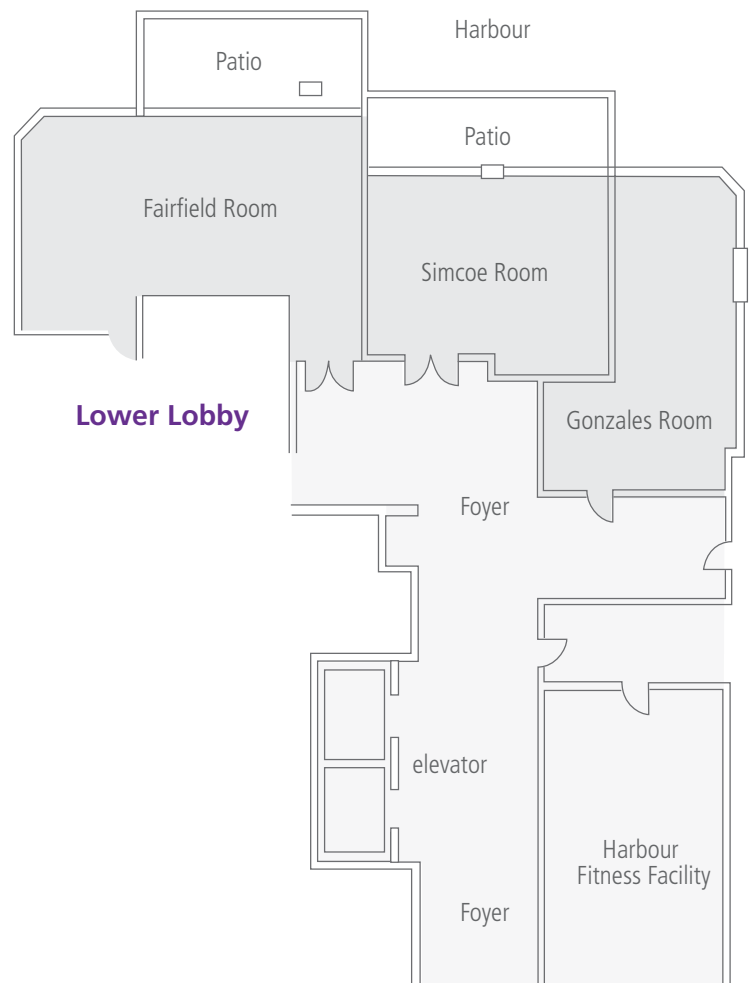 Harbour
Patio
Patio
Fairfield Room
Simcoe Room
Lower Lobby
Gonzales Room
Foyer
elevator
Harbour
Fitness Facility
Foyer